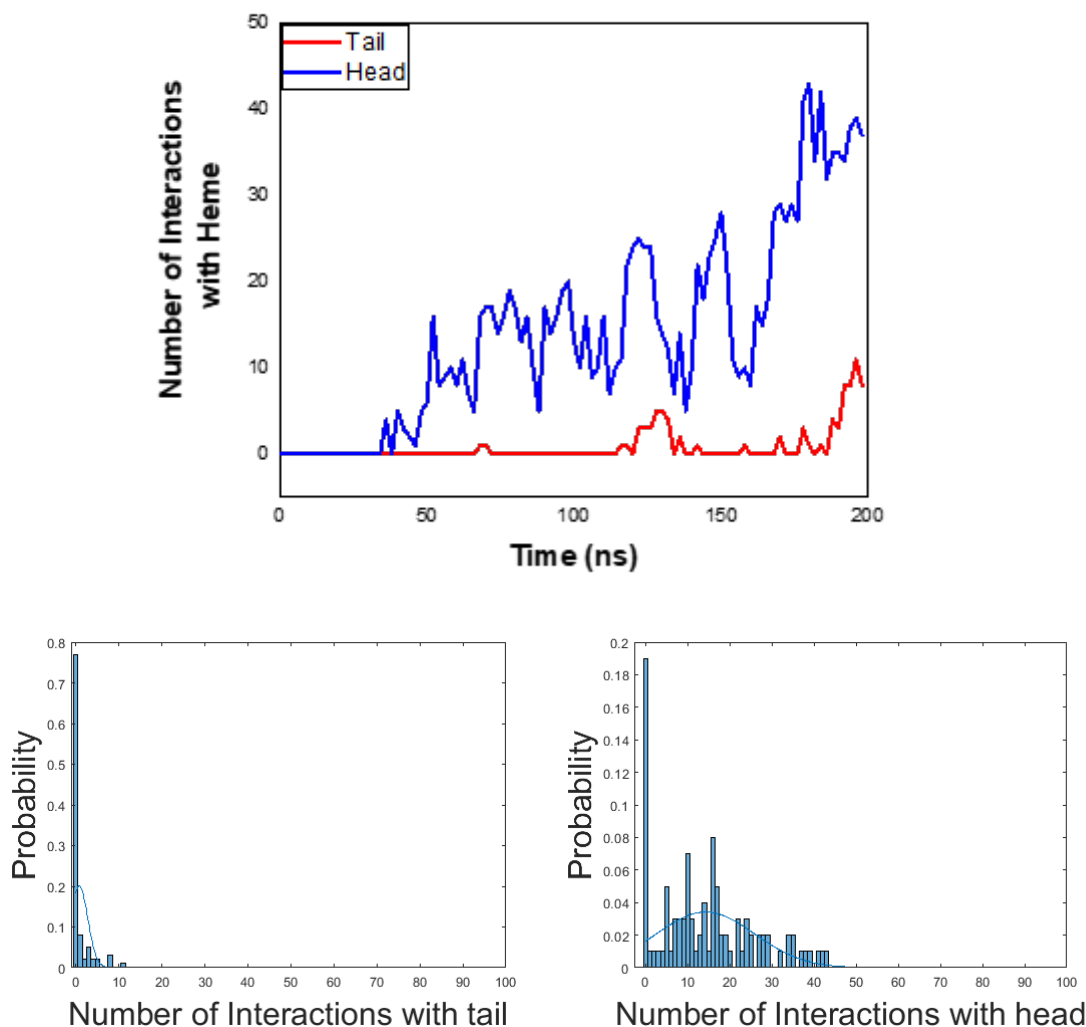 50
Tail
Head
40
30
20
10
0
0 50 100 150 200
Number of Interactions
with Heme
Time (ns)
0.8
0.7
0.6
0.5
0.4
0.3
0.2
0.1
0
0 10 20 30 40 50 60 70 80 90 100
Probability
Number of Interactions with tail
0.2
0.18
0.16
0.14
0.12
0.1
0.08
0.06
0.04
0.02
0
0 10 20 30 40 50 60 70 80 90 100
Probability
Number of Interactions with head